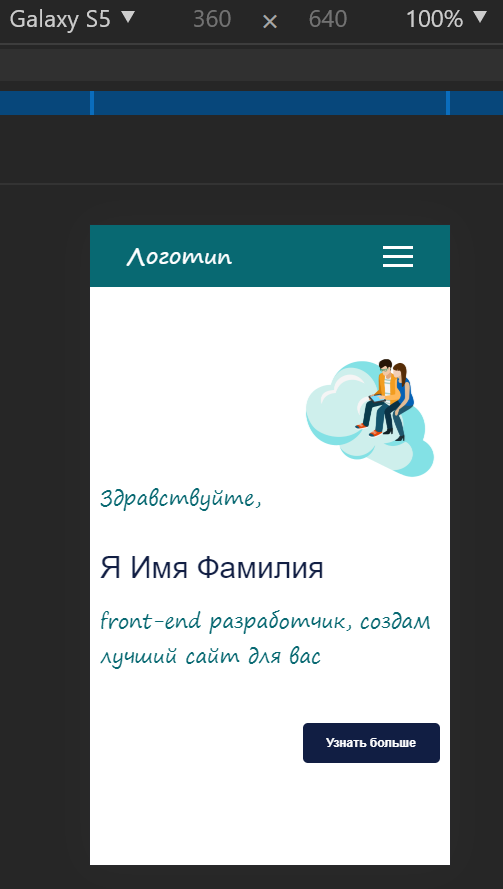 Galaxy S5 ▼ 360 × 640 100% ▼
Логотип
Здравствуйте,
Я Имя Фамилия
front-end разработчик, создам
лучший сайт для вас
Узнать больше